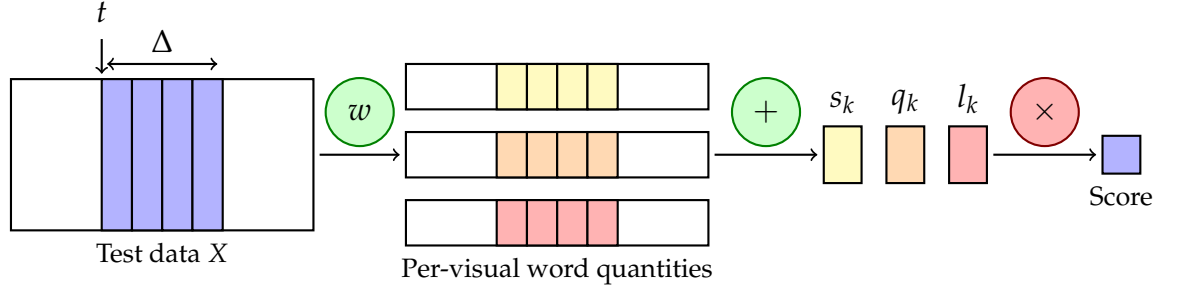 t
Δ
w
+
s_k q_k l_k
×
Score
Test data X
Per-visual word quantities